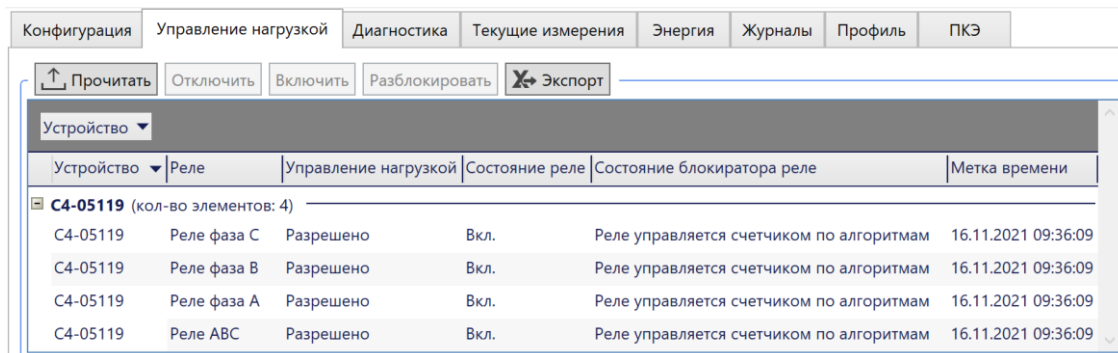 Конфигурация Управление нагрузкой Диагностика Текущие измерения Энергия Журналы Профиль ПКЭ
Прочитать Отключить Включить Разблокировать Экспорт
Устройство
Устройство Реле Управление нагрузкой Состояние реле Состояние блокиратора реле Метка времени
C4-05119 (кол-во элементов: 4)
C4-05119 Реле фаза C Разрешено Вкл. Реле управляется счетчиком по алгоритмам 16.11.2021 09:36:09
C4-05119 Реле фаза B Разрешено Вкл. Реле управляется счетчиком по алгоритмам 16.11.2021 09:36:09
C4-05119 Реле фаза A Разрешено Вкл. Реле управляется счетчиком по алгоритмам 16.11.2021 09:36:09
C4-05119 Реле ABC Разрешено Вкл. Реле управляется счетчиком по алгоритмам 16.11.2021 09:36:09